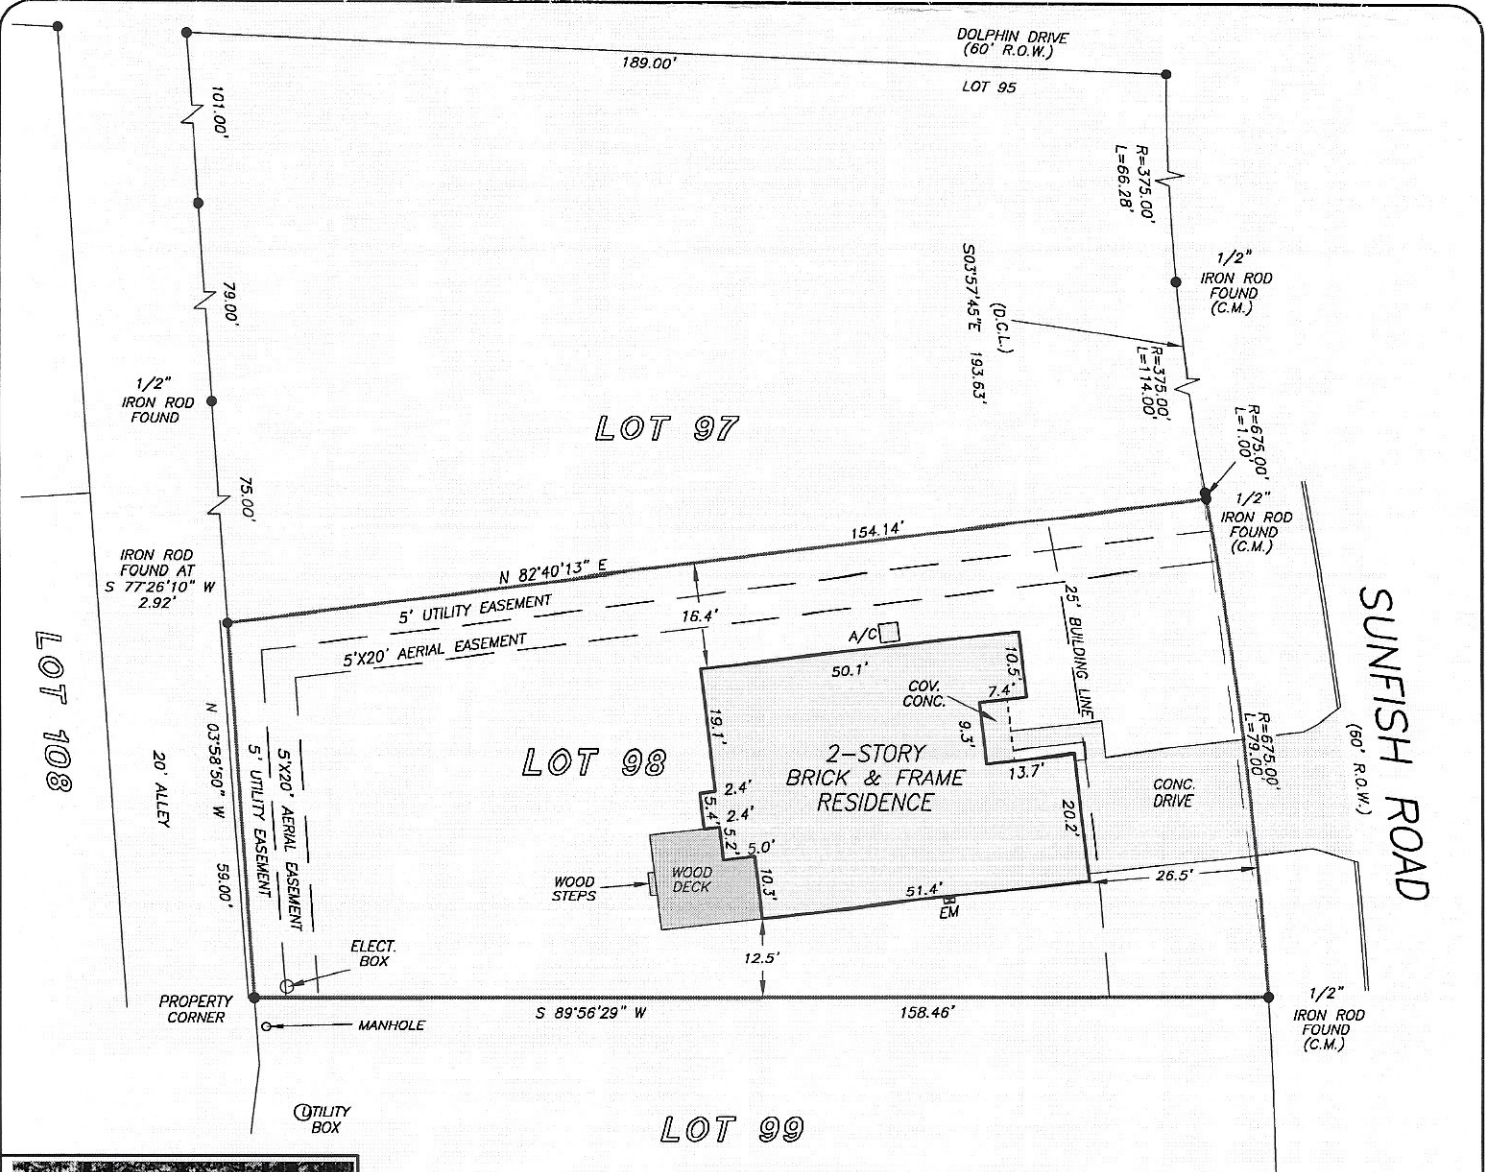 DOLPHIN DRIVE
(60' R.O.W.)
189.00'
LOT 95
101.00'
R=375.00'
L=66.28'
1/2"
IRON ROD
FOUND
(C.M.)
79.00'
S03°57'45"E 193.63'
(D.C.L.)
R=375.00'
L=114.00'
1/2"
IRON ROD
FOUND
LOT 97
R=675.00'
L=1.00'
75.00'
1/2"
IRON ROD
FOUND
(C.M.)
154.14'
N 82°40'13" E
IRON ROD
FOUND AT
S 77°26'10" W
2.92'
5' UTILITY EASEMENT
5'X20' AERIAL EASEMENT
16.4'
25' BUILDING LINE
SUNFISH ROAD
(60' R.O.W.)
A/C
50.1'
10.5'
COV.
CONC.
7.4'
LOT 108
20' ALLEY
N 03°58'50" W 59.00'
5' UTILITY EASEMENT
5'X20' AERIAL EASEMENT
19.1'
9.3'
R=675.00'
L=79.00'
LOT 98
2-STORY
BRICK & FRAME
RESIDENCE
13.7'
CONC.
DRIVE
2.4'
5.4'
2.4'
20.2'
5.2'
5.0'
WOOD
STEPS
WOOD
DECK
10.3'
51.4'
EM
26.5'
ELECT.
BOX
12.5'
PROPERTY
CORNER
MANHOLE
S 89°56'29" W
158.46'
1/2"
IRON ROD
FOUND
(C.M.)
UTILITY
BOX
LOT 99